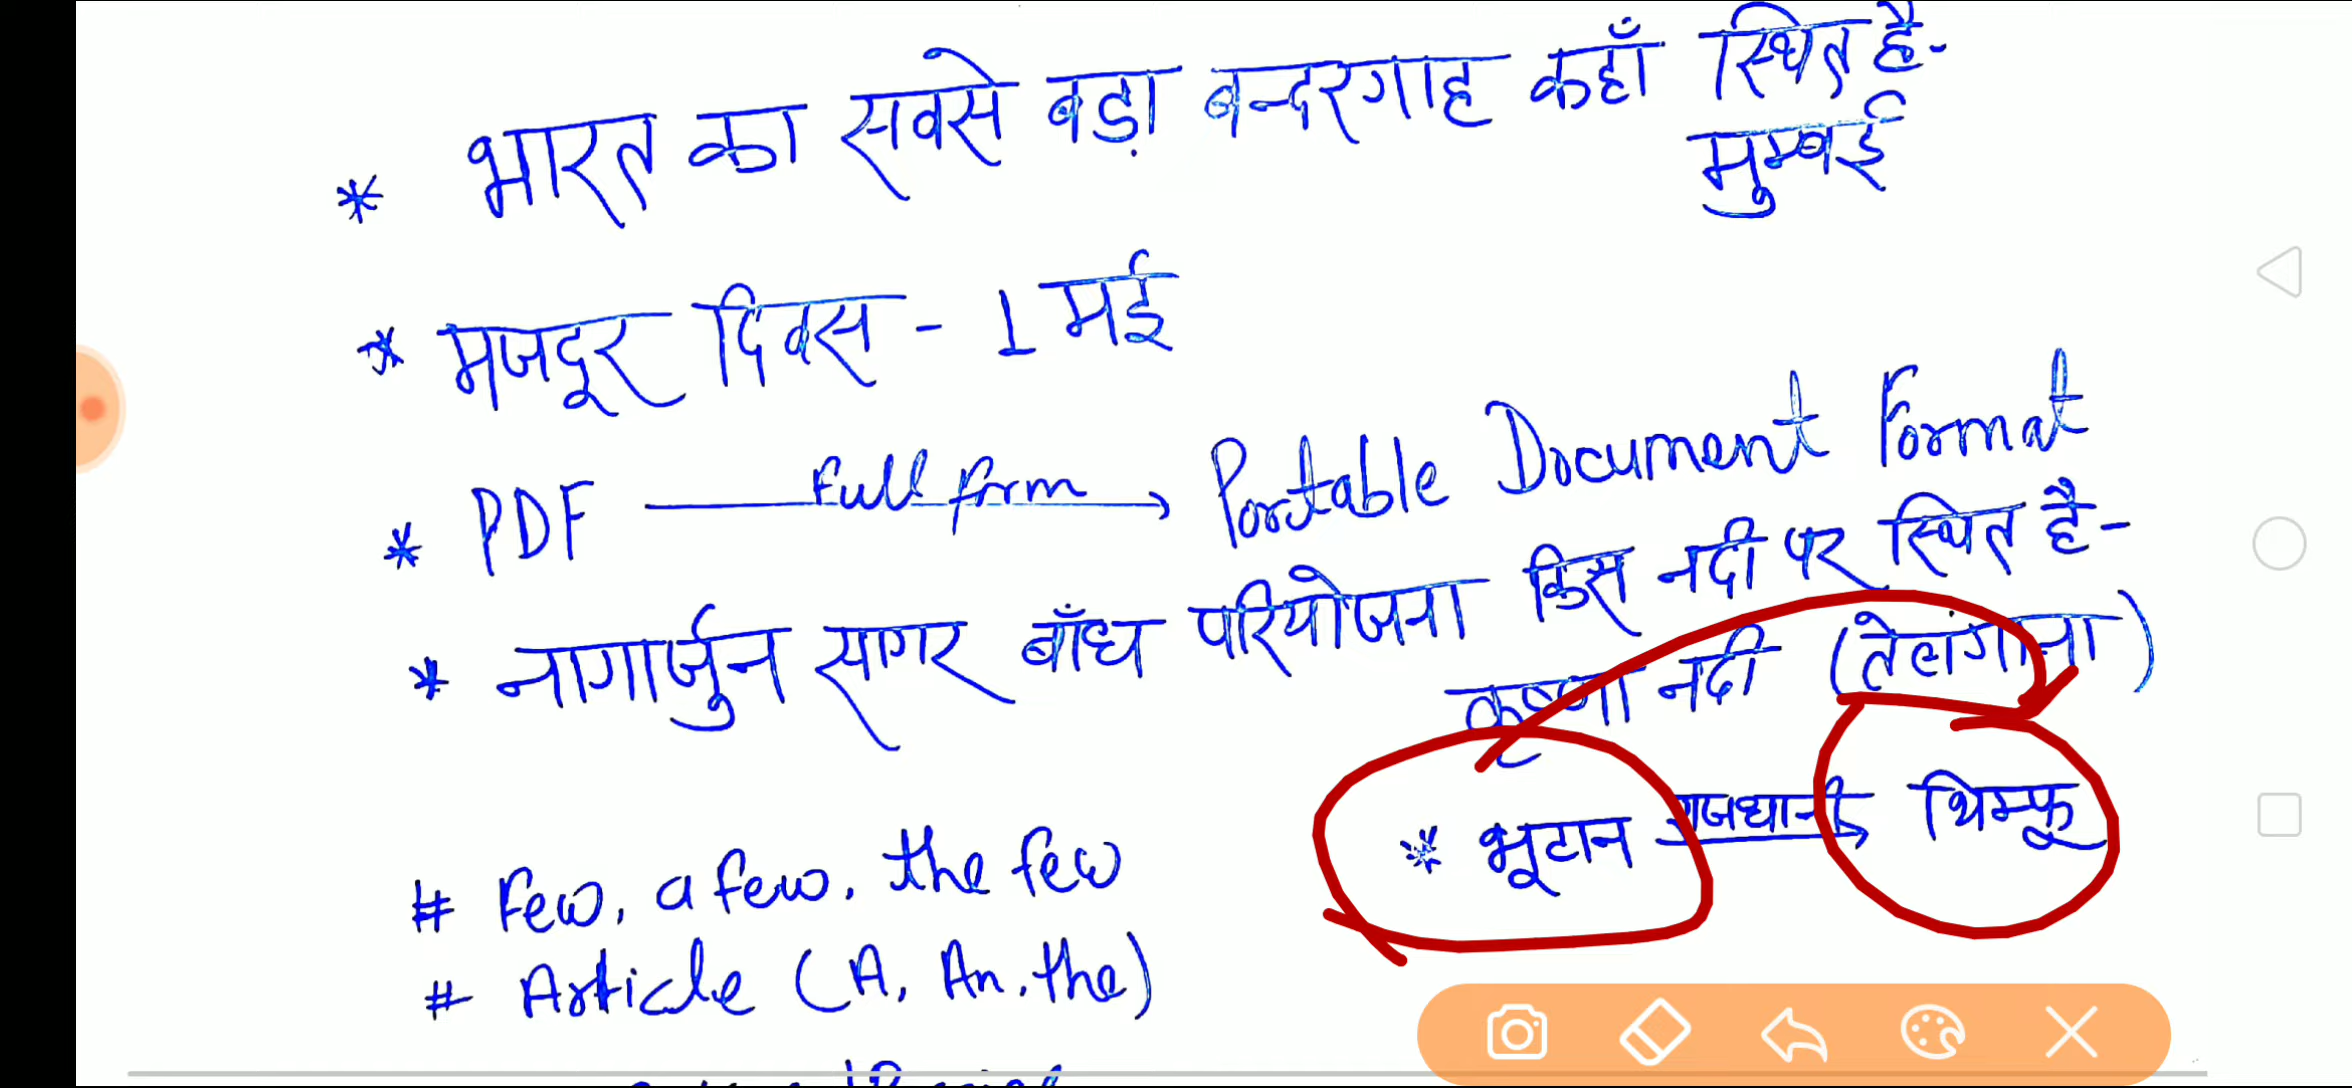 * भारत का सबसे बड़ा बन्दरगाह कहाँ स्थित है-
मुम्बई
* मजदूर दिवस - 1 मई
* PDF full form Portable Document Format
* नागार्जुन सागर बाँध परियोजना किस नदी पर स्थित है-
कृष्णा नदी (तेलंगाना)
* भूटान राजधानी थिम्फू
# Few, a few, the few
# Article (A, An, the)